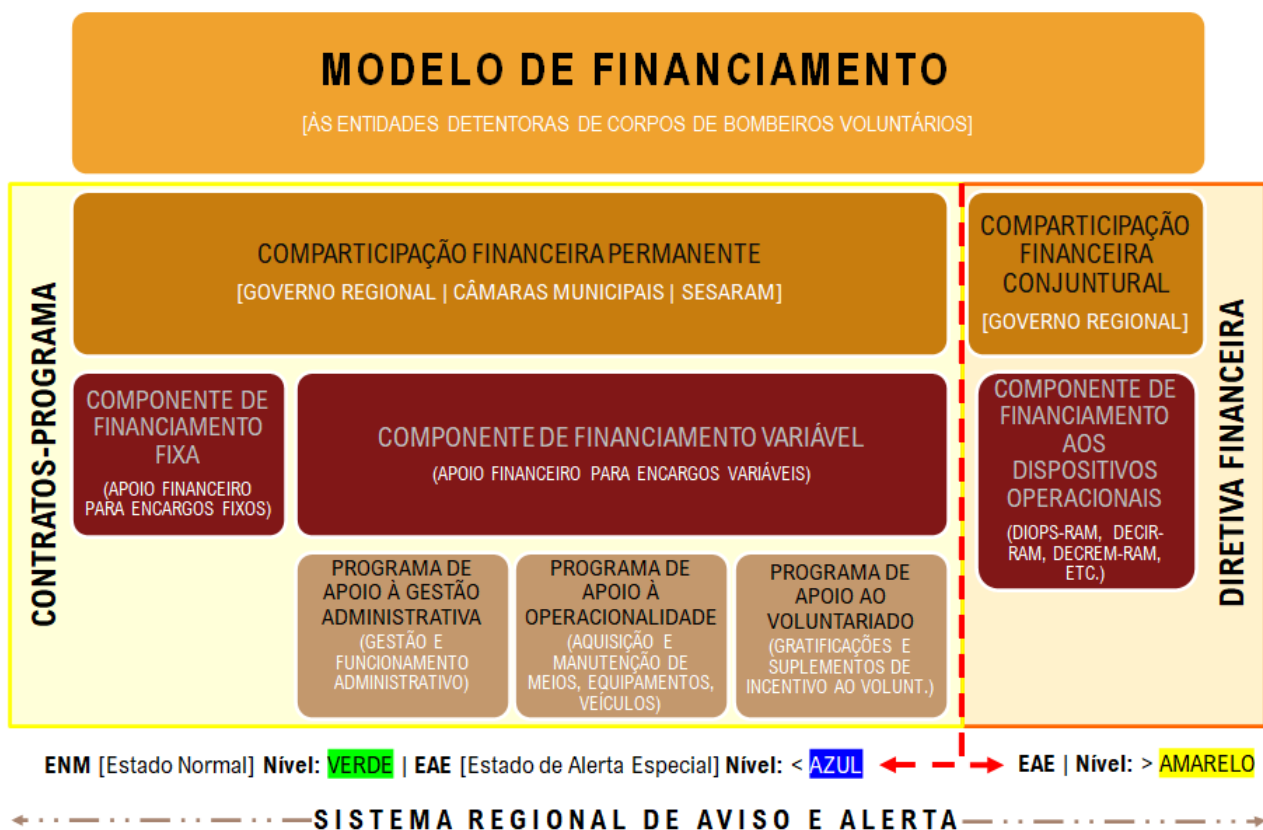 MODELO DE FINANCIAMENTO
[ÀS ENTIDADES DETENTORAS DE CORPOS DE BOMBEIROS VOLUNTÁRIOS]
CONTRATOS-PROGRAMA
COMPARTICIPAÇÃO FINANCEIRA PERMANENTE
[GOVERNO REGIONAL | CÂMARAS MUNICIPAIS | SESARAM]
COMPONENTE DE
FINANCIAMENTO
FIXA
(APOIO FINANCEIRO
PARA ENCARGOS FIXOS)
COMPONENTE DE FINANCIAMENTO VARIÁVEL
(APOIO FINANCEIRO PARA ENCARGOS VARIÁVEIS)
PROGRAMA DE
APOIO À GESTÃO
ADMINISTRATIVA
(GESTÃO E
FUNCIONAMENTO
ADMINISTRATIVO)
PROGRAMA DE
APOIO À
OPERACIONALIDADE
(AQUISIÇÃO E
MANUTENÇÃO DE
MEIOS, EQUIPAMENTOS,
VEÍCULOS)
PROGRAMA DE
APOIO AO
VOLUNTARIADO
(GRATIFICAÇÕES E
SUPLEMENTOS DE
INCENTIVO AO VOLUNT.)
COMPARTICIPAÇÃO
FINANCEIRA
CONJUNTURAL
[GOVERNO REGIONAL]
COMPONENTE DE
FINANCIAMENTO
AOS
DISPOSITIVOS
OPERACIONAIS
(DIOPS-RAM, DECIR-
RAM, DECREM-RAM,
ETC.)
DIRETIVA FINANCEIRA
ENM [Estado Normal] Nível: VERDE | EAE [Estado de Alerta Especial] Nível: < AZUL
EAE | Nível: > AMARELO
SISTEMA REGIONAL DE AVISO E ALERTA